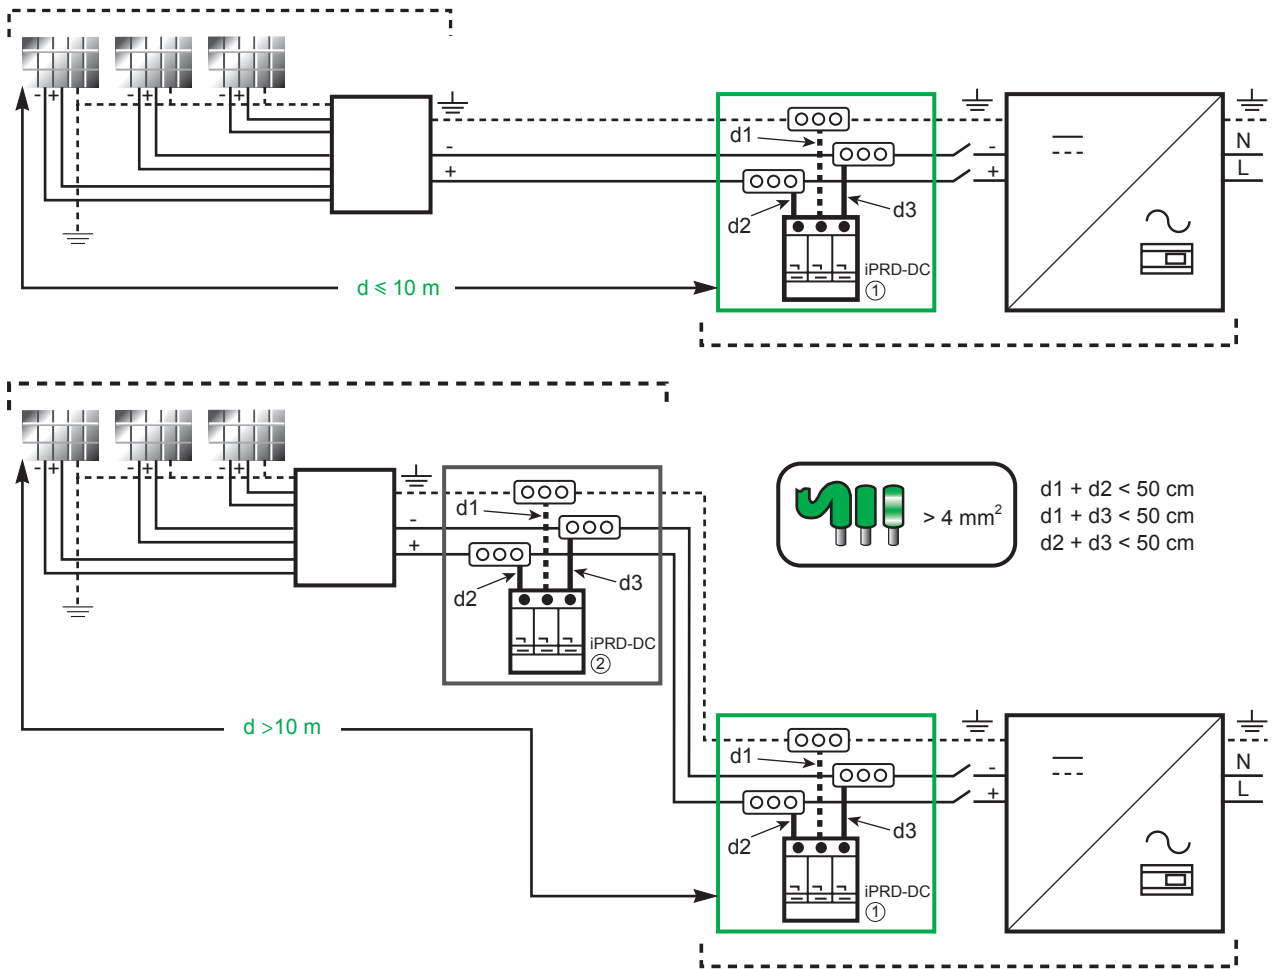 - + - + - +
-
+
d1
d2
d3
iPRD-DC
1
-
+
N
L
d ≤ 10 m
- + - + - +
-
+
d1
d2
d3
iPRD-DC
2
> 4 mm²
d1 + d2 < 50 cm
d1 + d3 < 50 cm
d2 + d3 < 50 cm
d >10 m
d1
d2
d3
iPRD-DC
1
-
+
N
L